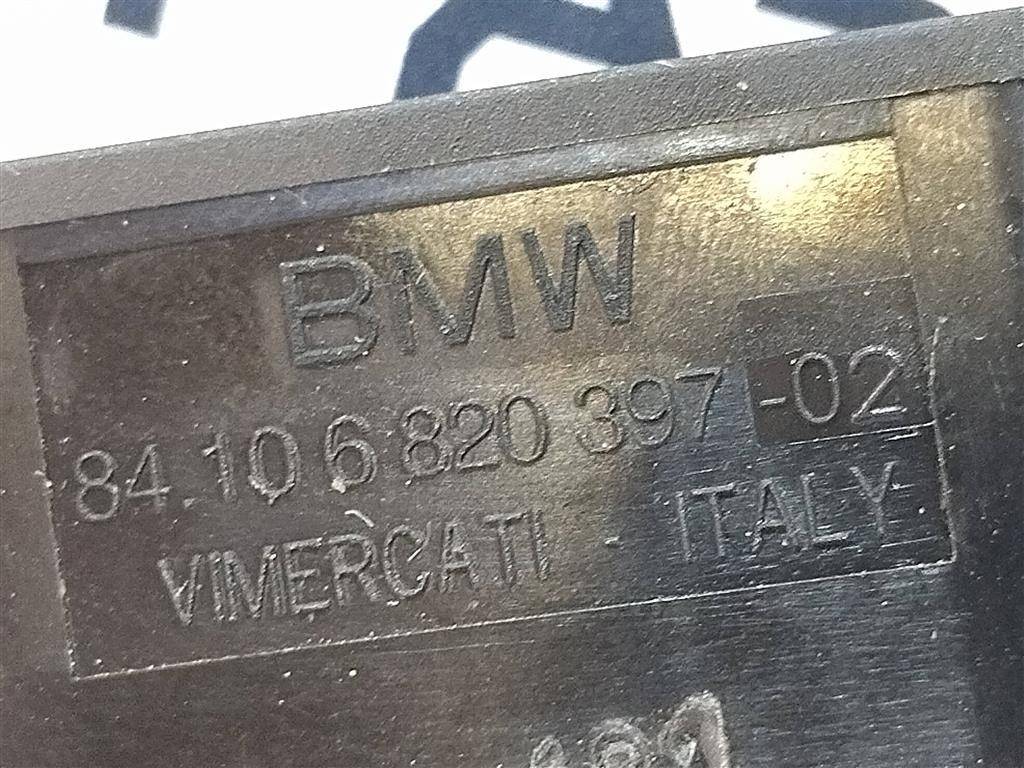 BMW
84.10 6 820 397 -02
VIMERCATI - ITALY